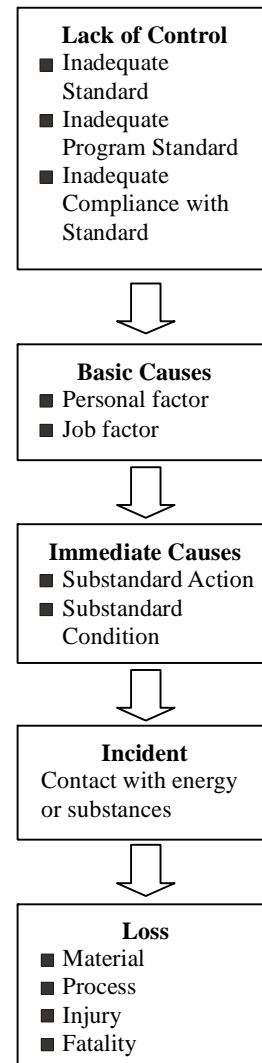 Lack of Control
■ Inadequate
Standard
■ Inadequate
Program Standard
■ Inadequate
Compliance with
Standard
Basic Causes
■ Personal factor
■ Job factor
Immediate Causes
■ Substandard Action
■ Substandard
Condition
Incident
Contact with energy
or substances
Loss
■ Material
■ Process
■ Injury
■ Fatality